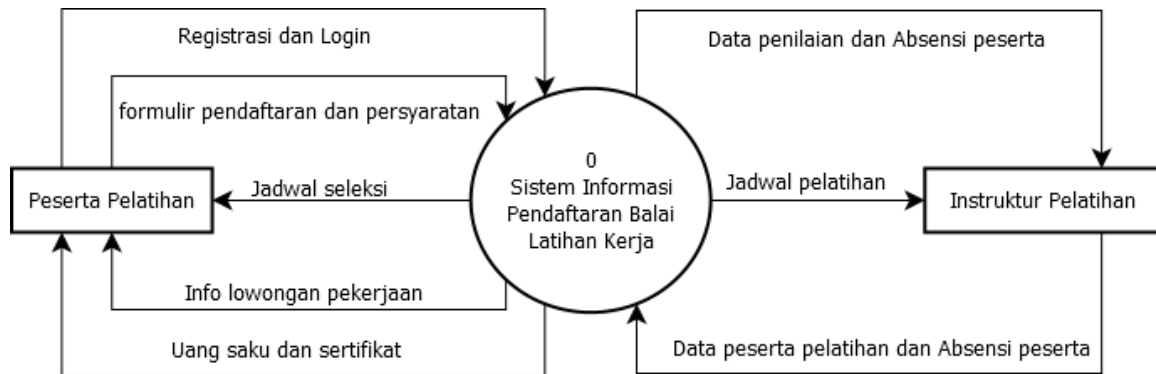 Registrasi dan Login
Data penilaian dan Absensi peserta
formulir pendaftaran dan persyaratan
0
Sistem Informasi
Pendaftaran Balai
Latihan Kerja
Peserta Pelatihan
Jadwal seleksi
Jadwal pelatihan
Instruktur Pelatihan
Info lowongan pekerjaan
Uang saku dan sertifikat
Data peserta pelatihan dan Absensi peserta